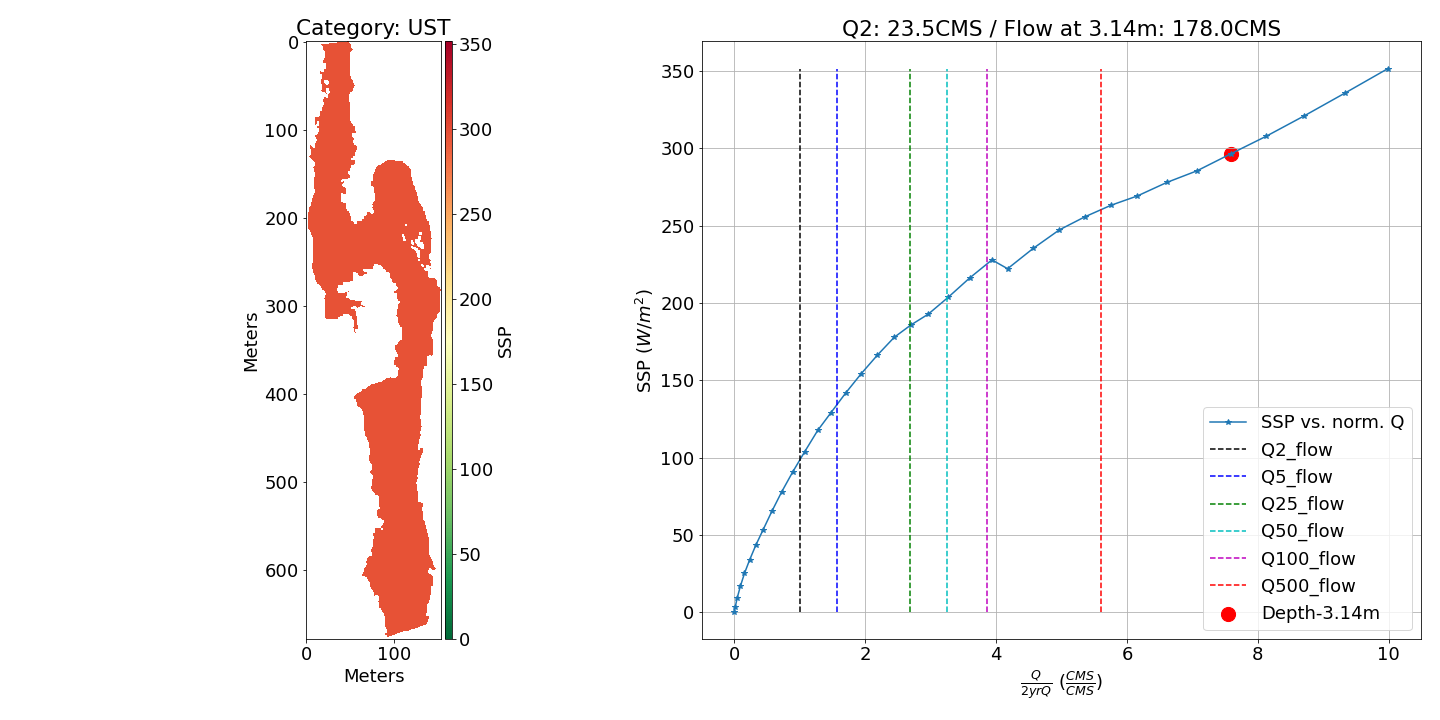 Category: UST
0
100
200
300
400
500
600
Meters
0 100
Meters
350
300
250
200
150
100
50
0
SSP
Q2: 23.5CMS / Flow at 3.14m: 178.0CMS
350
300
250
200
150
100
50
0
SSP (W/m²)
0 2 4 6 8 10
Q/2yrQ (CMS/CMS)
SSP vs. norm. Q
Q2_flow
Q5_flow
Q25_flow
Q50_flow
Q100_flow
Q500_flow
Depth-3.14m